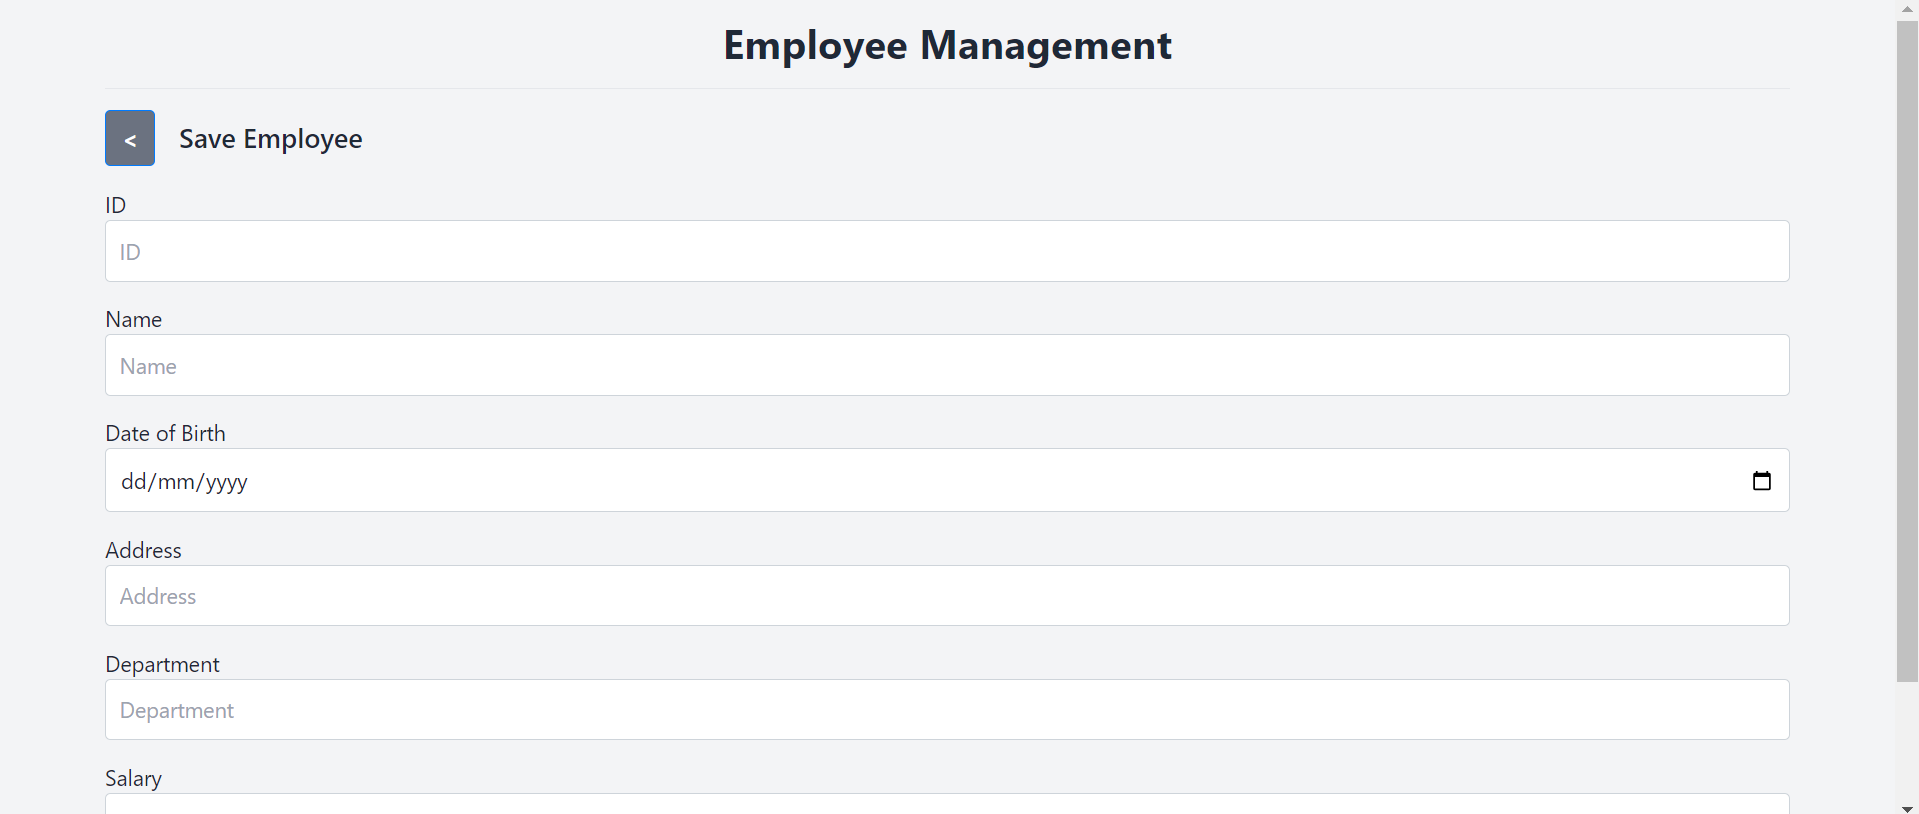 Employee Management
<
Save Employee
ID
ID
Name
Name
Date of Birth
dd/mm/yyyy
Address
Address
Department
Department
Salary